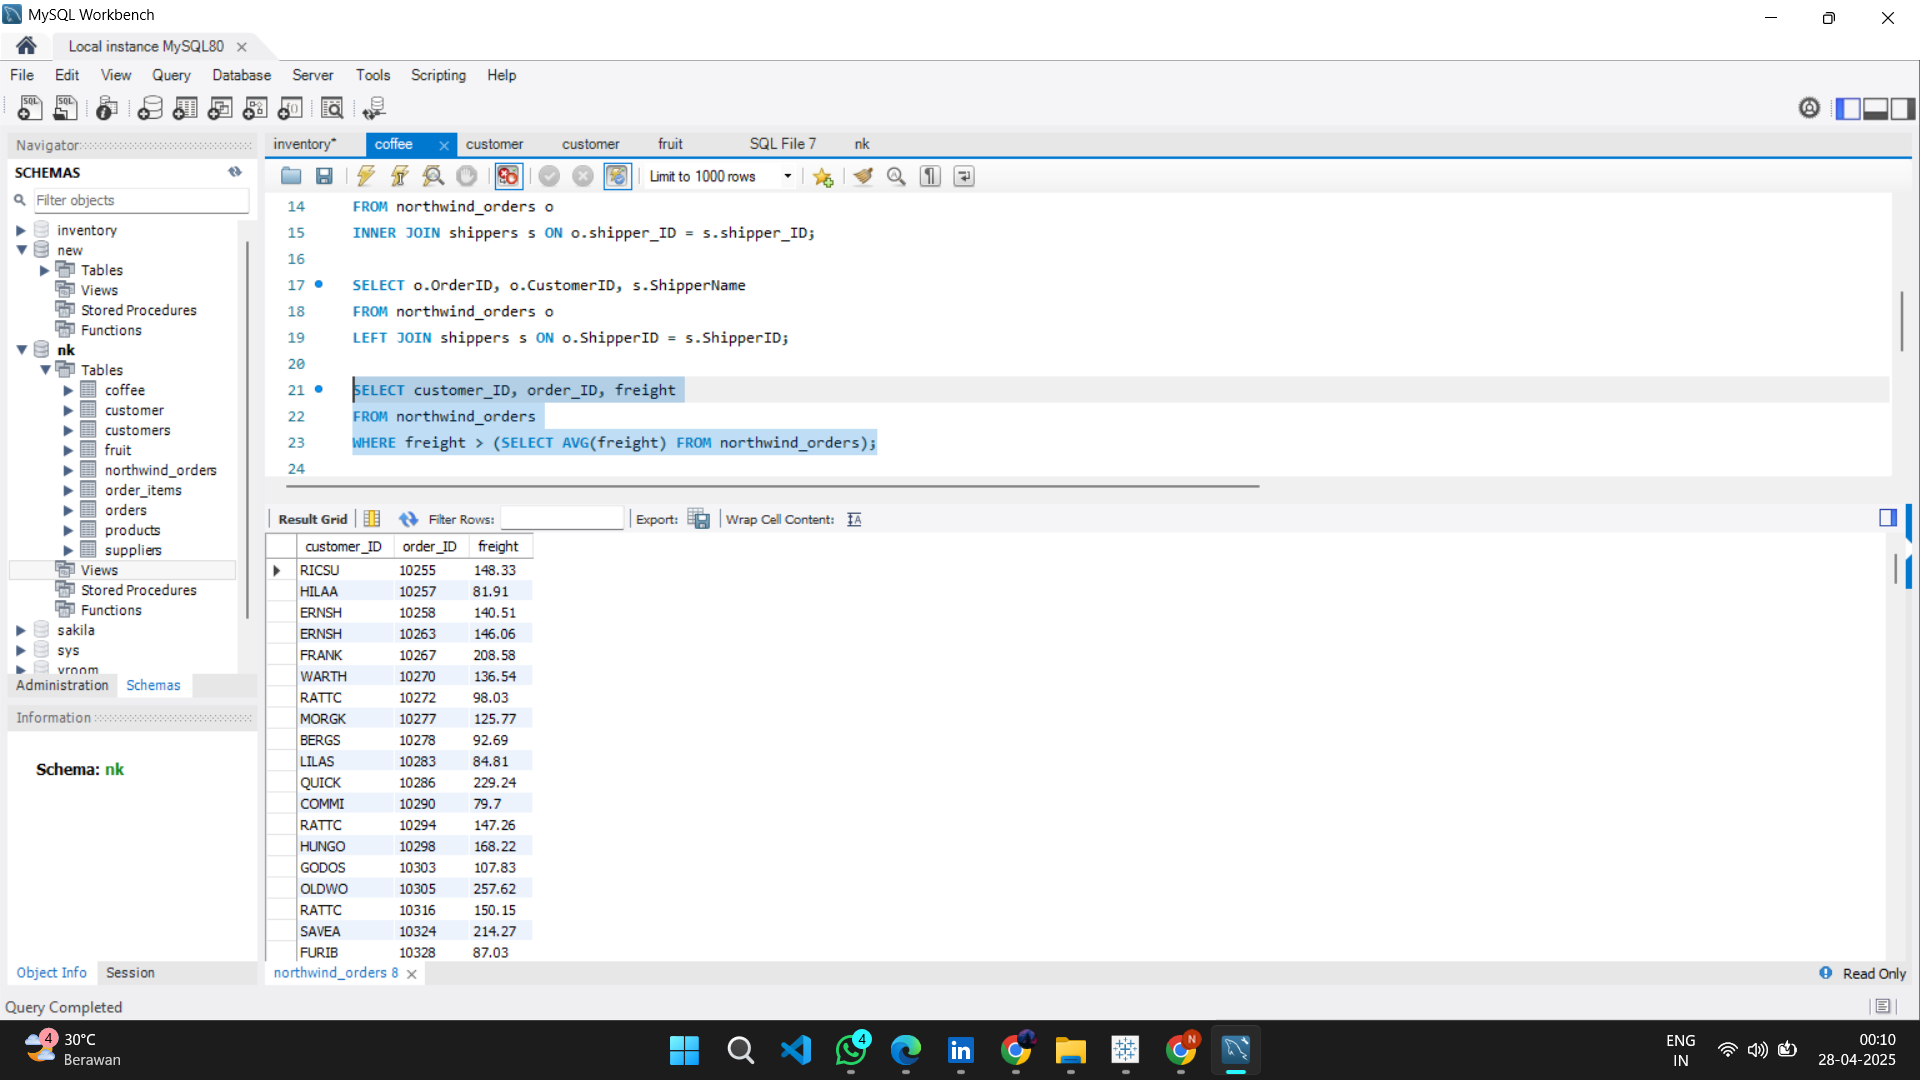 MySQL Workbench
Local instance MySQL80
File Edit View Query Database Server Tools Scripting Help
Navigator
SCHEMAS
Filter objects
inventory
new
Tables
Views
Stored Procedures
Functions
nk
Tables
coffee
customer
customers
fruit
northwind_orders
order_items
orders
products
suppliers
Views
Stored Procedures
Functions
sakila
sys
vroom
Administration Schemas
Information
Schema: nk
Object Info Session
inventory* coffee customer customer fruit SQL File 7 nk
Limit to 1000 rows
14 FROM northwind_orders o
15 INNER JOIN shippers s ON o.shipper_ID = s.shipper_ID;
16
17 SELECT o.OrderID, o.CustomerID, s.ShipperName
18 FROM northwind_orders o
19 LEFT JOIN shippers s ON o.ShipperID = s.ShipperID;
20
21 SELECT customer_ID, order_ID, freight
22 FROM northwind_orders
23 WHERE freight > (SELECT AVG(freight) FROM northwind_orders);
24
Result Grid Filter Rows: Export: Wrap Cell Content:
customer_ID order_ID freight
RICSU 10255 148.33
HILAA 10257 81.91
ERNSH 10258 140.51
ERNSH 10263 146.06
FRANK 10267 208.58
WARTH 10270 136.54
RATTC 10272 98.03
MORGK 10277 125.77
BERGS 10278 92.69
LILAS 10283 84.81
QUICK 10286 229.24
COMMI 10290 79.7
RATTC 10294 147.26
HUNGO 10298 168.22
GODOS 10303 107.83
OLDWO 10305 257.62
RATTC 10316 150.15
SAVEA 10324 214.27
FURIB 10328 87.03
northwind_orders 8
Read Only
Query Completed
4
30°C
Berawan
4
N
ENG
IN
00:10
28-04-2025